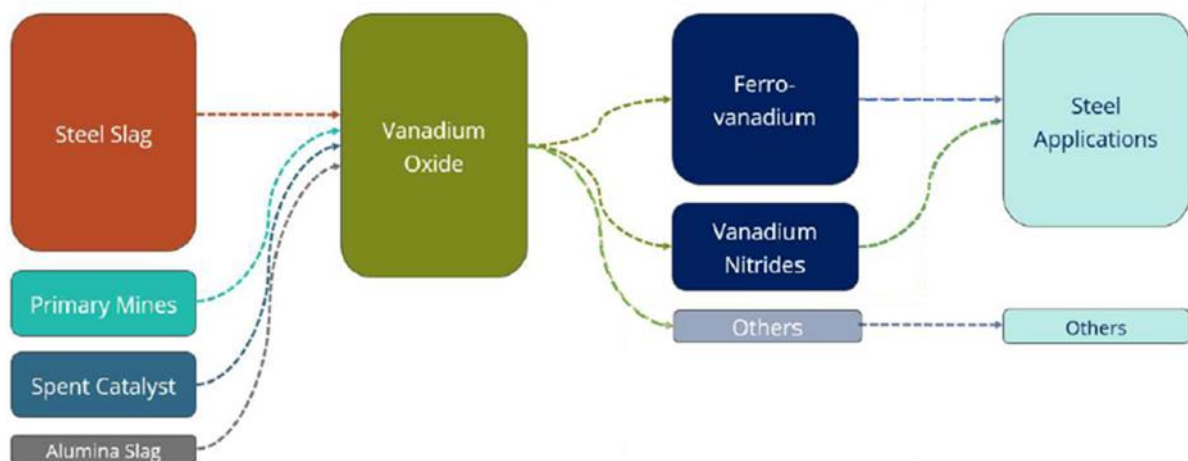 Steel Slag
Primary Mines
Spent Catalyst
Alumina Slag
Vanadium
Oxide
Ferro-
vanadium
Vanadium
Nitrides
Others
Steel
Applications
Others